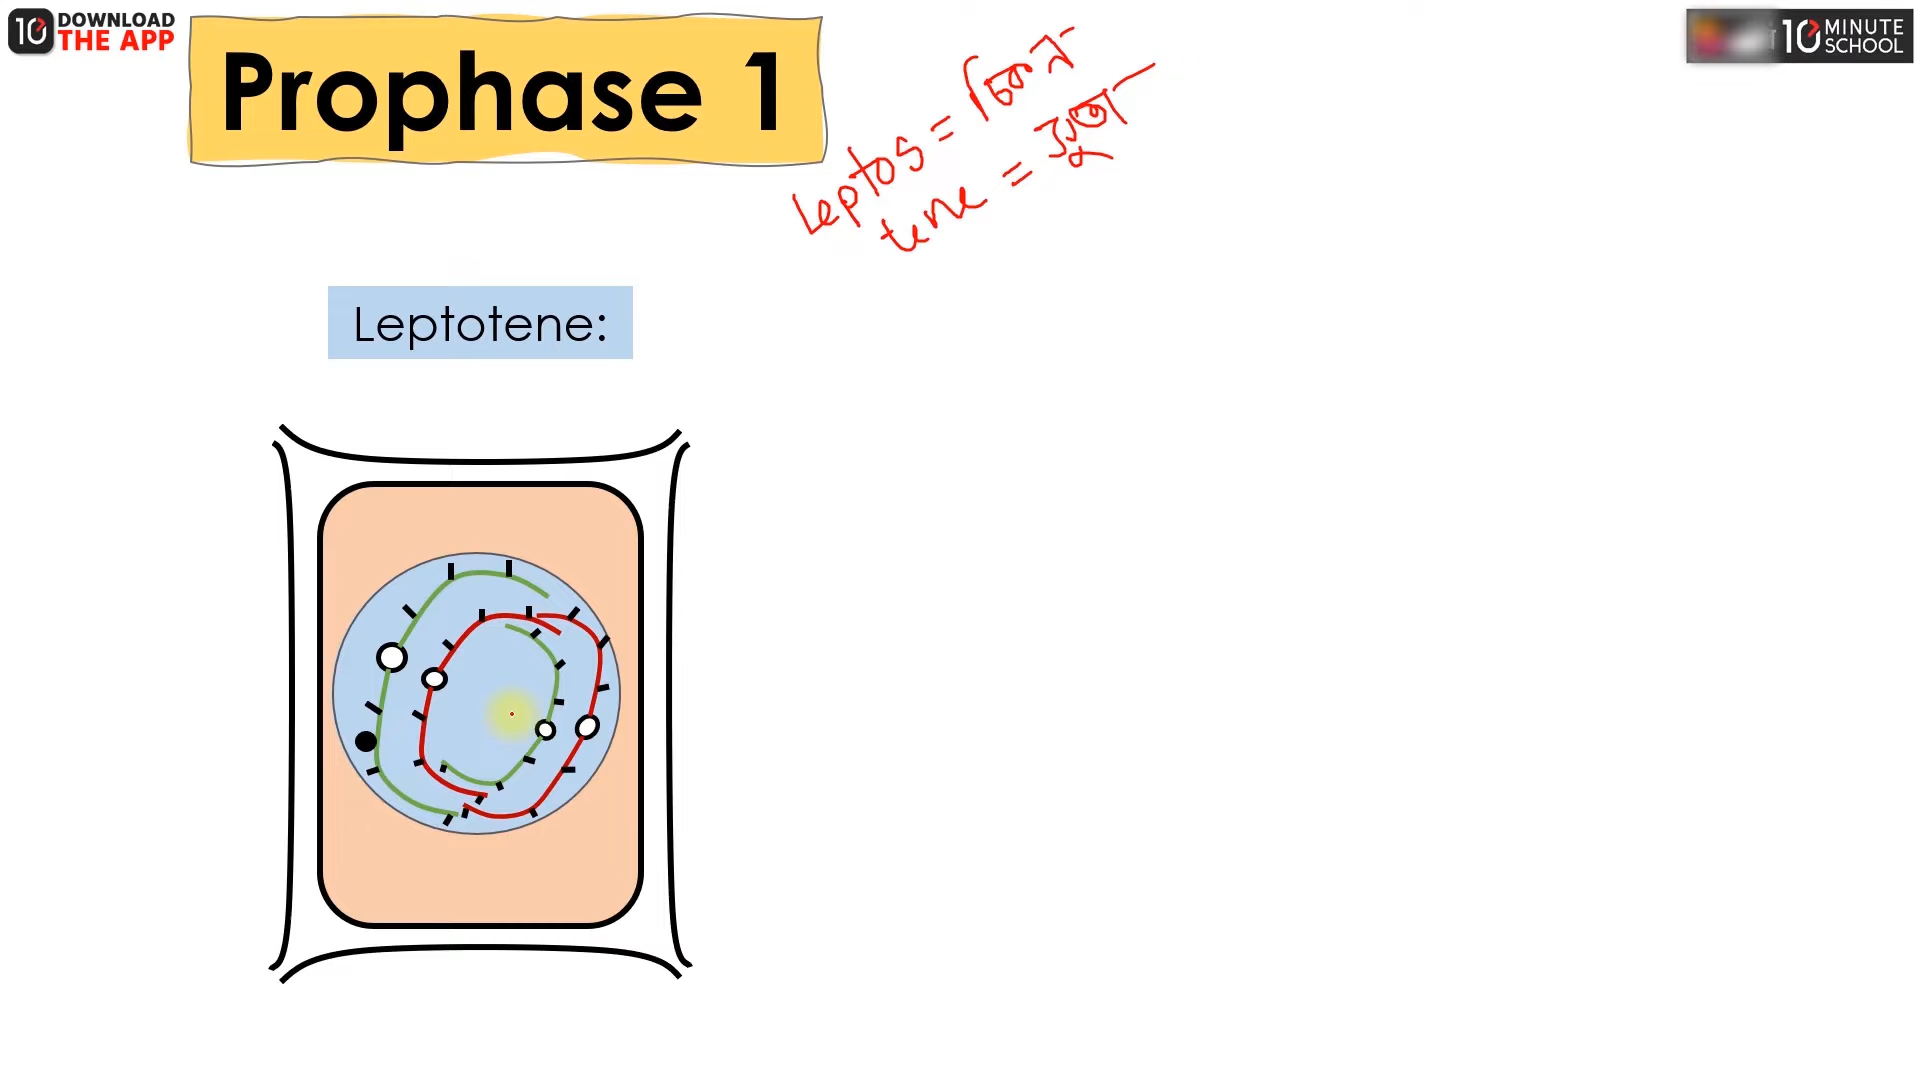 10 DOWNLOAD
THE APP
Prophase 1
10 MINUTE
SCHOOL
Leptos = চিকন
tene = সুতা
Leptotene: